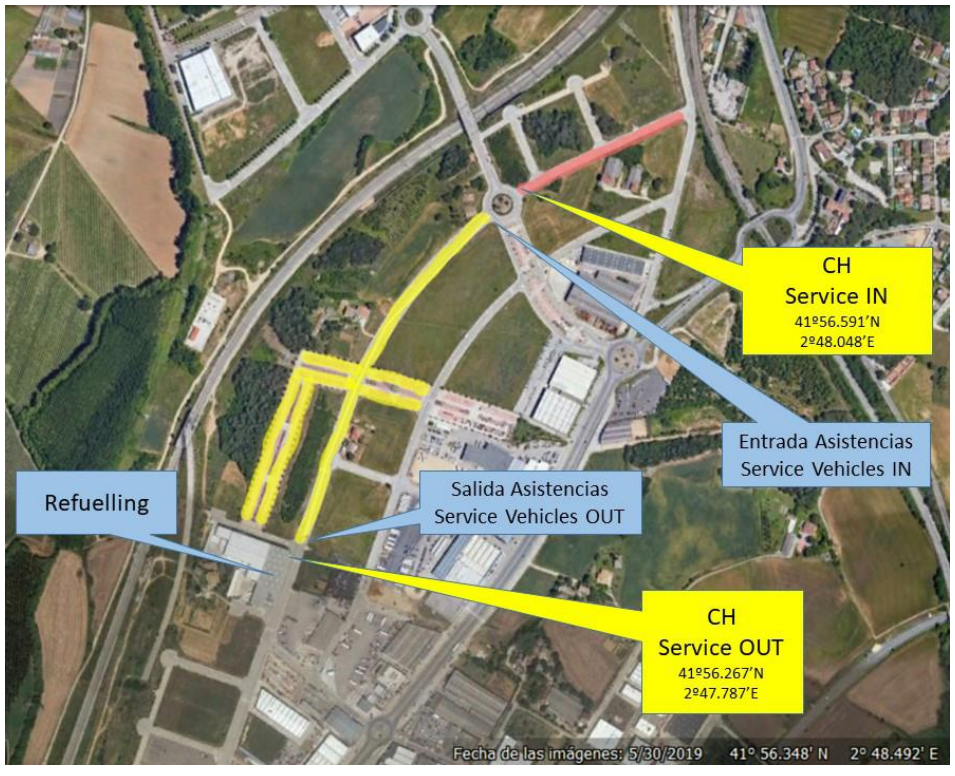 CH
Service IN
41º56.591’N
2º48.048’E
Entrada Asistencias
Service Vehicles IN
Refuelling
Salida Asistencias
Service Vehicles OUT
CH
Service OUT
41º56.267’N
2º47.787’E
Fecha de las imágenes: 5/30/2019 41° 56.348' N 2° 48.492' E